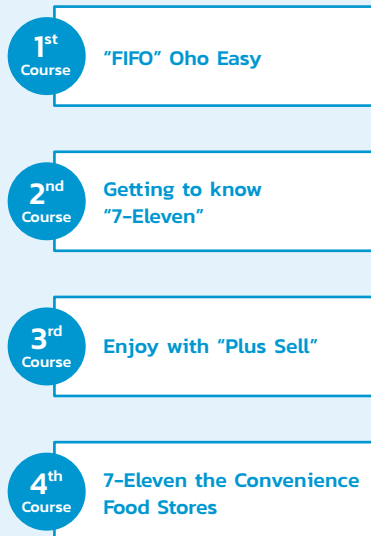 1st
Course
“FIFO” Oho Easy
2nd
Course
Getting to know
“7-Eleven”
3rd
Course
Enjoy with “Plus Sell”
4th
Course
7-Eleven the Convenience
Food Stores